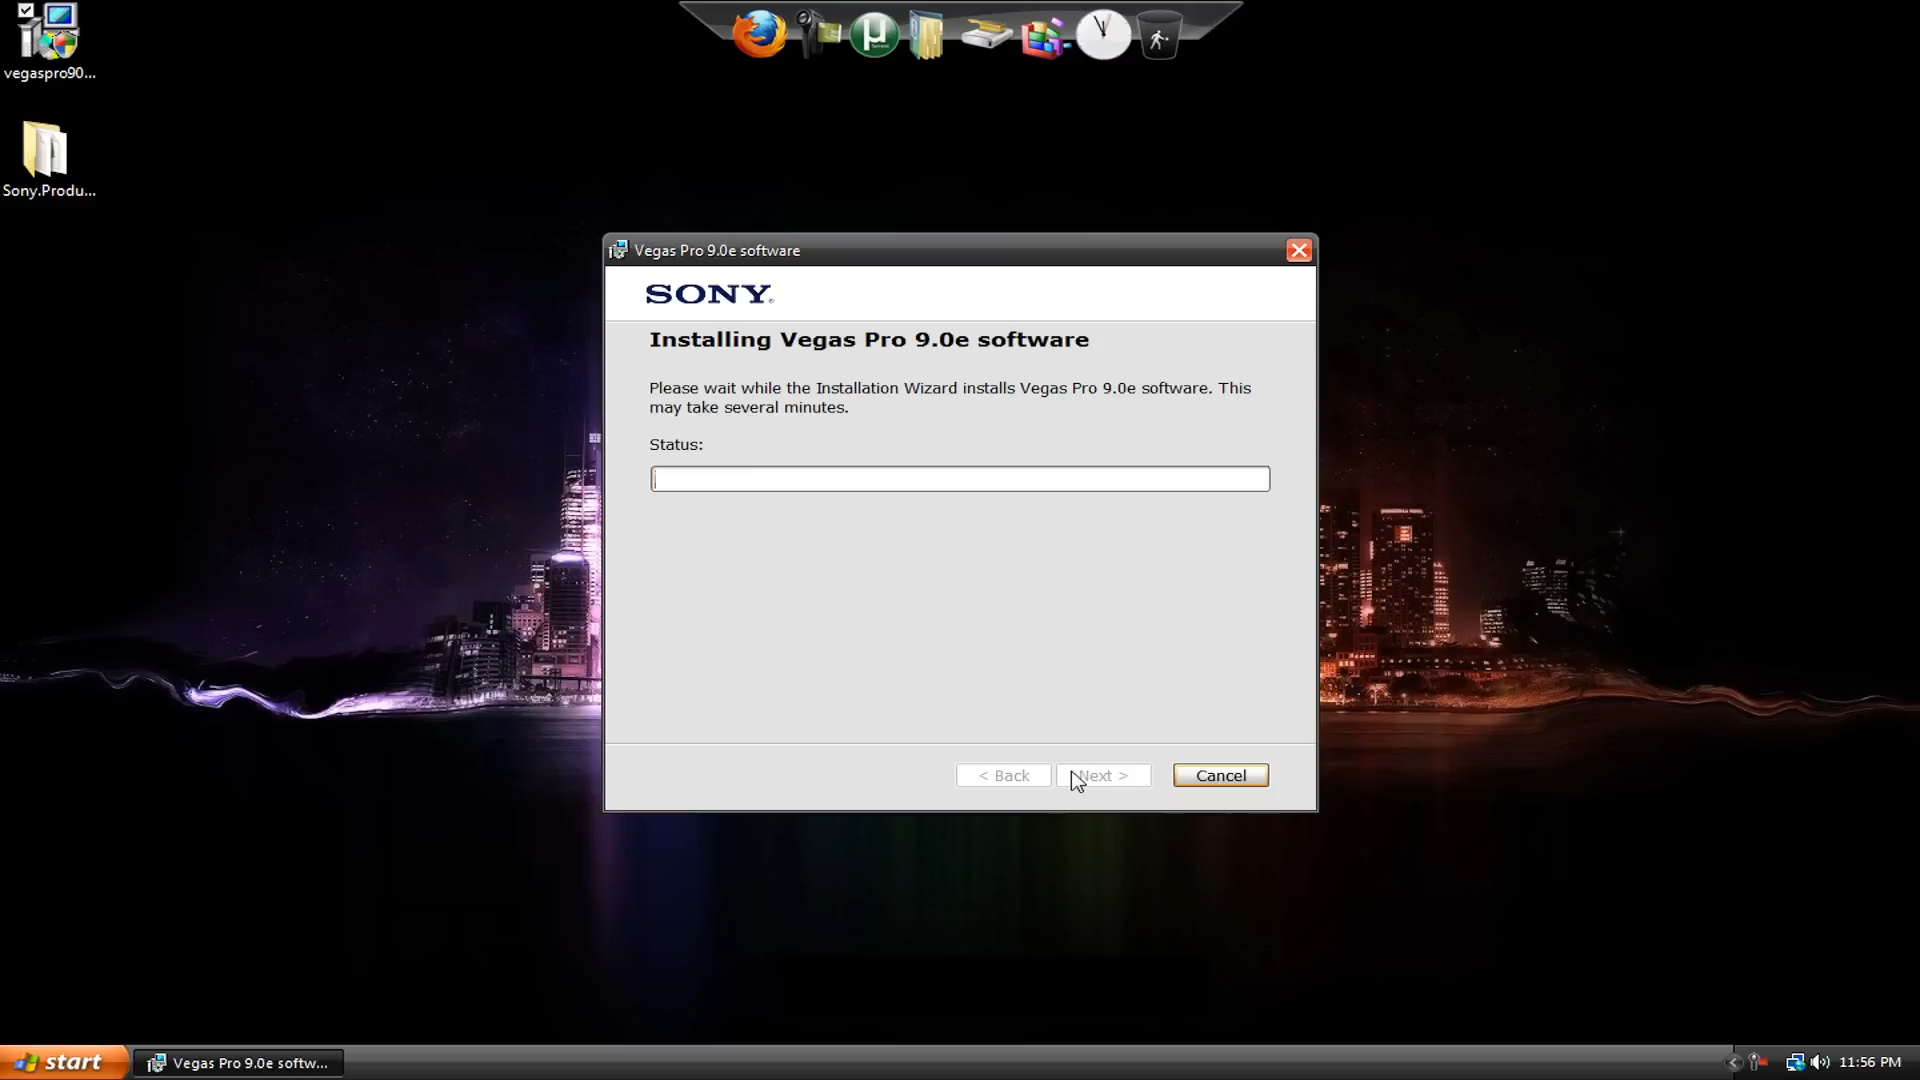 vegaspro90...
Sony.Produ...
Vegas Pro 9.0e software
SONY
Installing Vegas Pro 9.0e software
Please wait while the Installation Wizard installs Vegas Pro 9.0e software. This
may take several minutes.
Status:
< Back
Next >
Cancel
start
Vegas Pro 9.0e softw...
11:56 PM